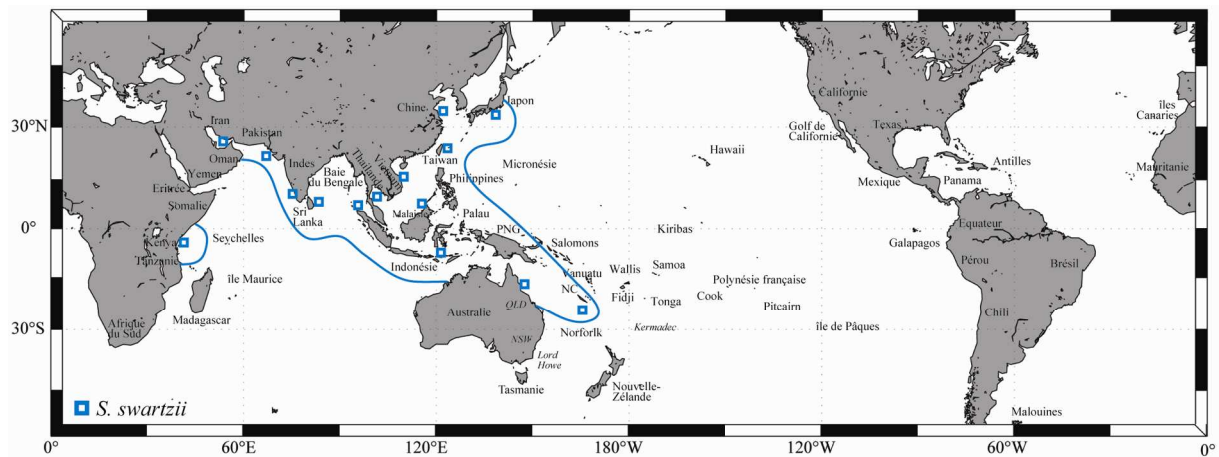 Japon
Chine
Californie
îles
Canaries
Iran
30°N
Pakistan
Golf de
Californie
Texas
Oman
Indes
Taiwan
Micronésie
Hawaii
Antilles
Mauritanie
Yemen
Baie
du Bengale
Thailande
Vietnam
Philippines
Mexique
Panama
Eritrée
Somalie
Sri
Lanka
Malaisie
Palau
0°
Kenya
Seychelles
PNG
Salomons
Kiribas
Galapagos
Equateur
Tanzanie
Indonésie
Wallis
Samoa
Pérou
Brésil
île Maurice
Vanuatu
Polynésie française
NC
Fidji
Tonga
Cook
Pitcairn
QLD
Madagascar
Afrique
du Sud
Australie
Chili
30°S
Norforlk
Kermadec
île de Pâques
NSW
Lord
Howe
Tasmanie
Nouvelle-
Zélande
S. swartzii
Malouines
0°
60°E
120°E
180°W
120°W
60°W
0°